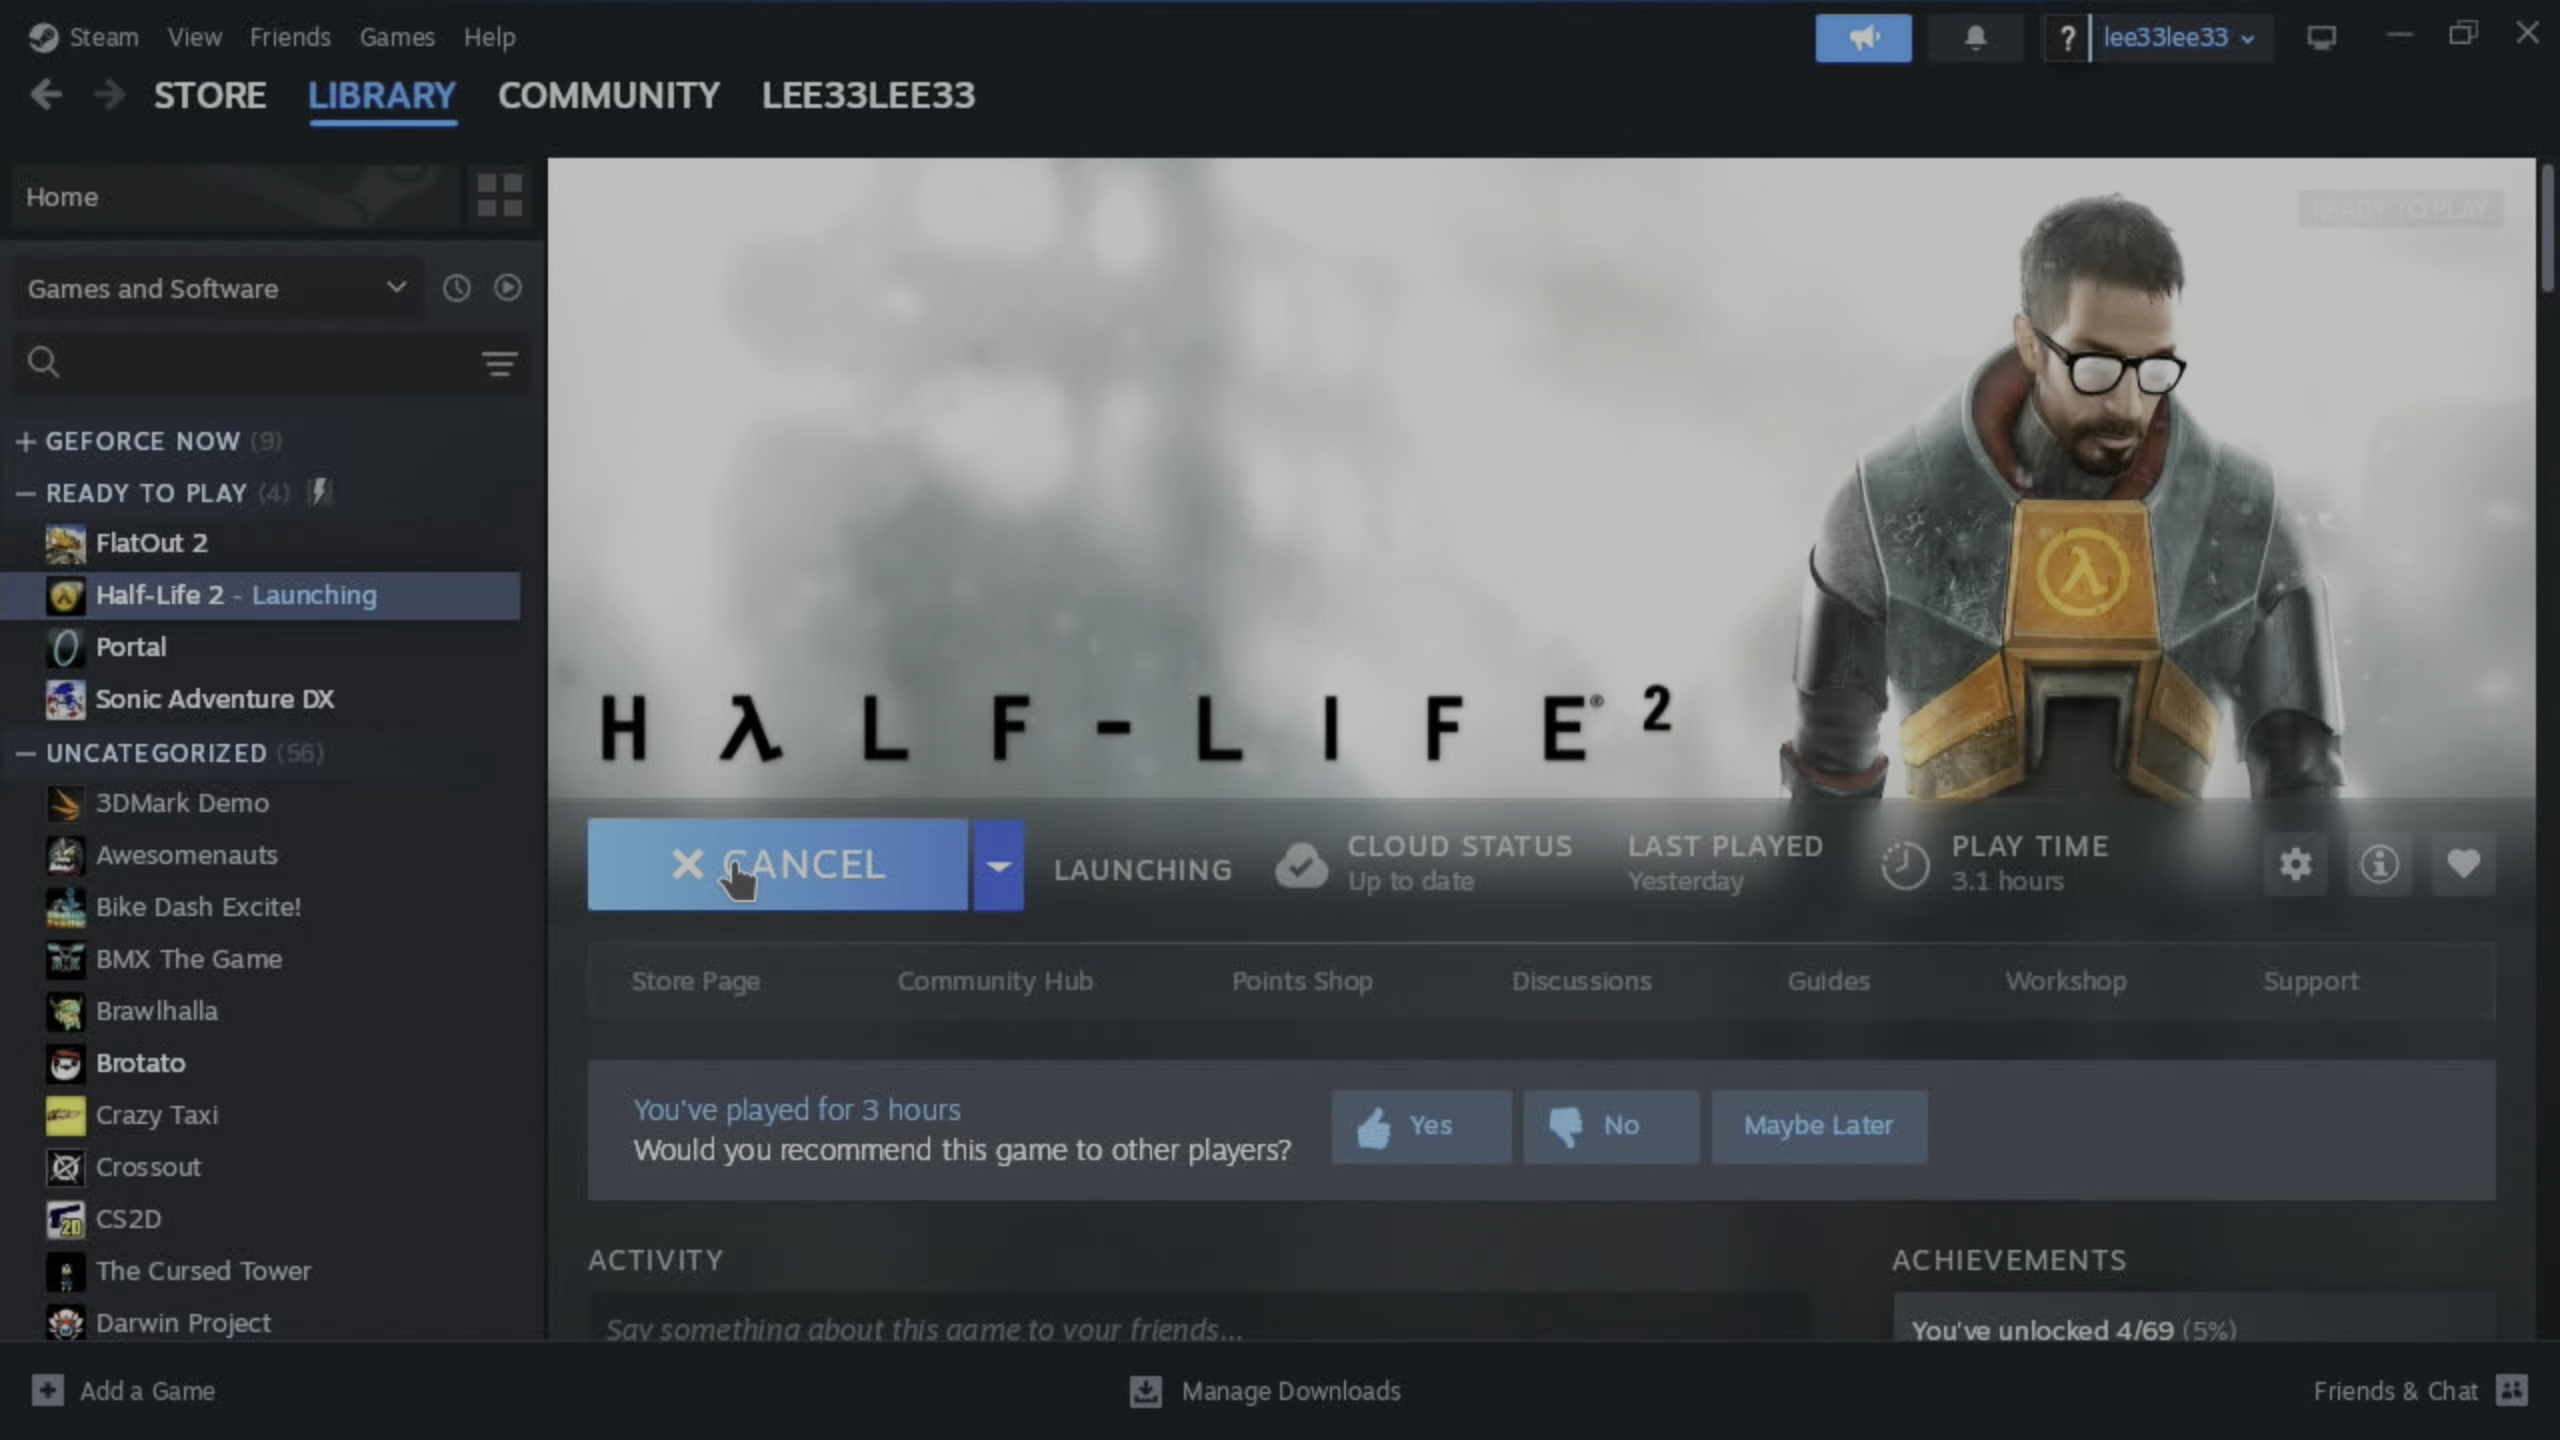 Steam View Friends Games Help
? lee33lee33
STORE LIBRARY COMMUNITY LEE33LEE33
Home
READY TO PLAY
Games and Software
+ GEFORCE NOW (9)
— READY TO PLAY (4)
FlatOut 2
Half-Life 2 - Launching
Portal
Sonic Adventure DX
— UNCATEGORIZED (56)
3DMark Demo
Awesomenauts
Bike Dash Excite!
BMX The Game
Brawlhalla
Brotato
Crazy Taxi
Crossout
CS2D
The Cursed Tower
Darwin Project
HλLF-LIFE® 2
CANCEL
LAUNCHING
CLOUD STATUS
Up to date
LAST PLAYED
Yesterday
PLAY TIME
3.1 hours
Store Page Community Hub Points Shop Discussions Guides Workshop Support
You've played for 3 hours
Would you recommend this game to other players?
Yes No Maybe Later
ACTIVITY
Say something about this game to your friends...
ACHIEVEMENTS
You've unlocked 4/69 (5%)
Add a Game
Manage Downloads
Friends & Chat